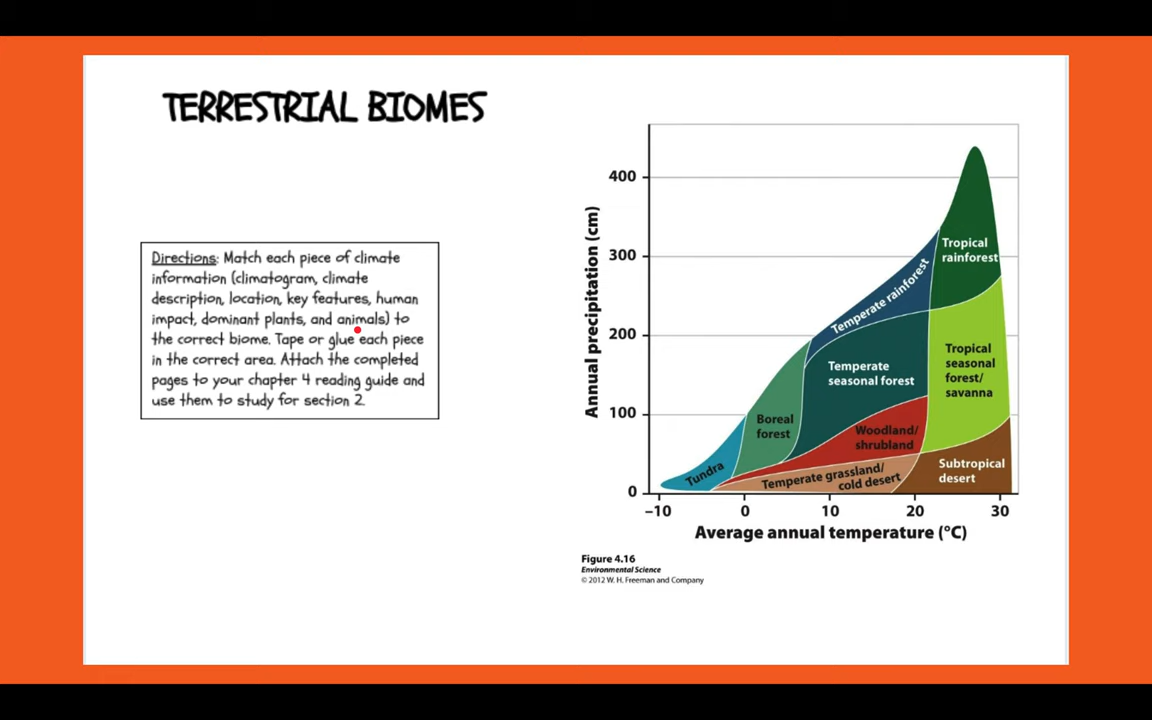 TERRESTRIAL BIOMES
Directions: Match each piece of climate
information (climatogram, climate
description, location, key features, human
impact, dominant plants, and animals) to
the correct biome. Tape or glue each piece
in the correct area. Attach the completed
pages to your chapter 4 reading guide and
use them to study for section 2.
Annual precipitation (cm)
400
300
200
100
0
Tropical
rainforest
Temperate rainforest
Temperate
seasonal forest
Tropical
seasonal
forest/
savanna
Boreal
forest
Woodland/
shrubland
Tundra
Temperate grassland/
cold desert
Subtropical
desert
–10 0 10 20 30
Average annual temperature (°C)
Figure 4.16
Environmental Science
© 2012 W. H. Freeman and Company